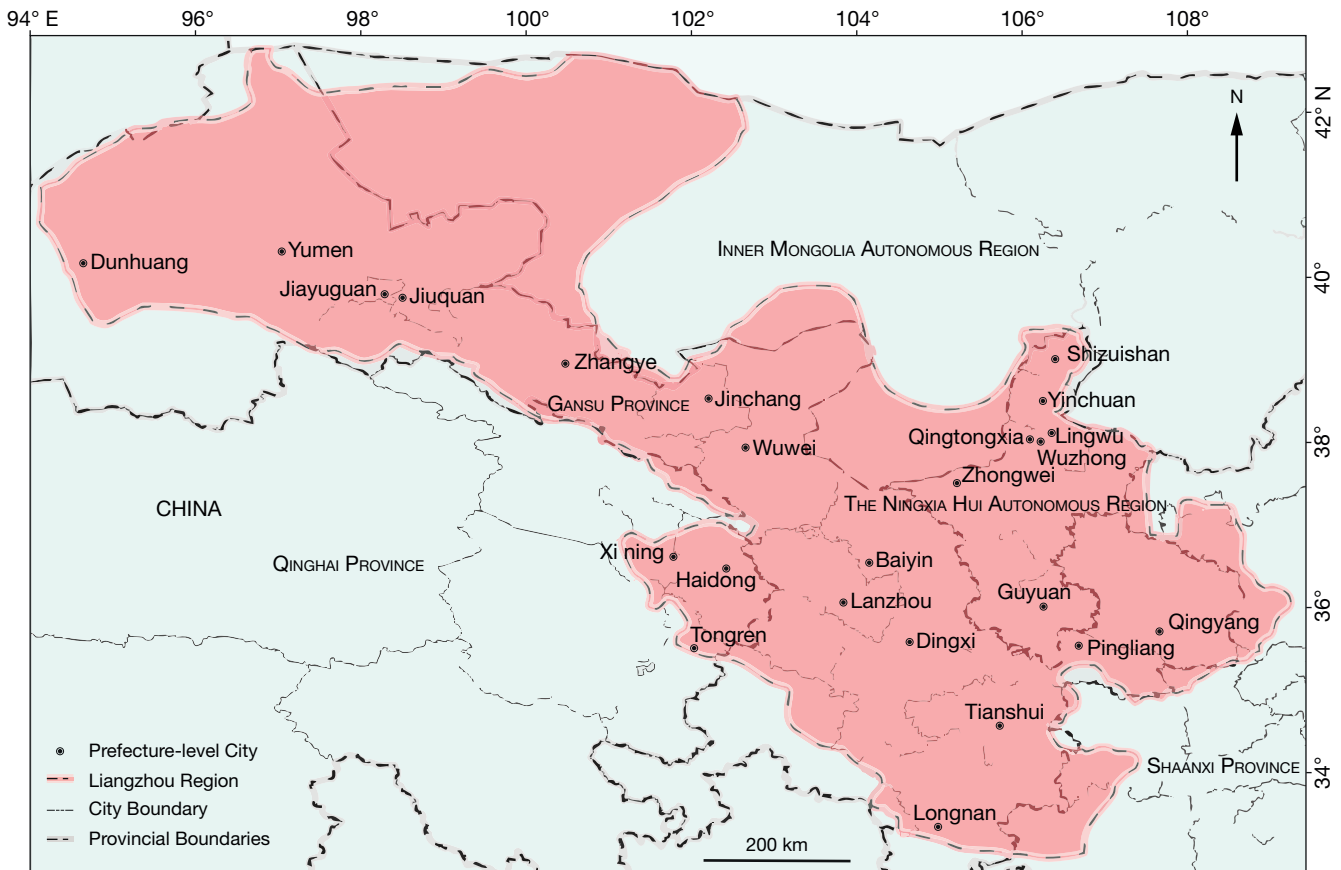 94° E
96°
98°
100°
102°
104°
106°
108°
42° N
N
INNER MONGOLIA AUTONOMOUS REGION
Yumen
Dunhuang
40°
Jiayuguan
Jiuquan
Shizuishan
Zhangye
GANSU PROVINCE
Jinchang
Yinchuan
Qingtongxia
Lingwu
38°
Wuwei
Wuzhong
Zhongwei
CHINA
THE NINGXIA HUI AUTONOMOUS REGION
Xi ning
QINGHAI PROVINCE
Baiyin
Haidong
Guyuan
Lanzhou
36°
Qingyang
Tongren
Dingxi
Pingliang
Tianshui
Prefecture-level City
SHAANXI PROVINCE
34°
Liangzhou Region
City Boundary
Longnan
Provincial Boundaries
200 km